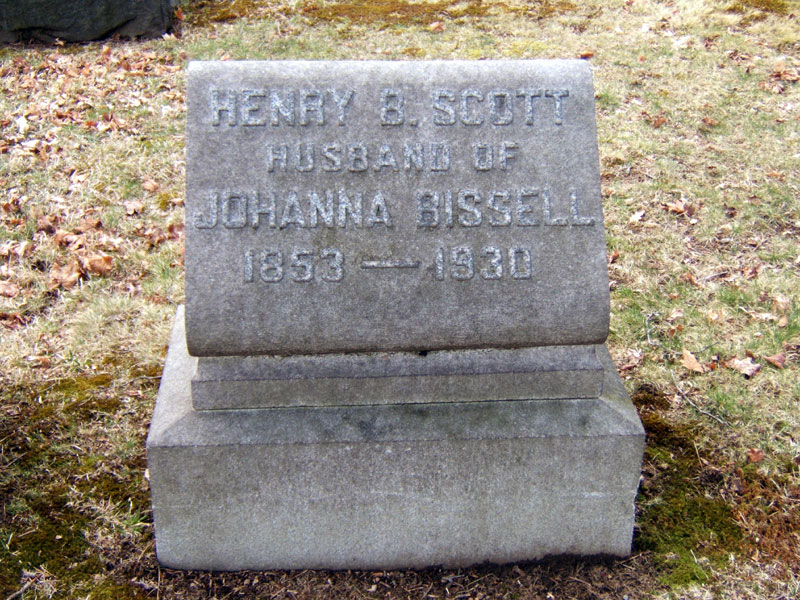 HENRY B. SCOTT
HUSBAND OF
JOHANNA BISSELL
1853 — 1930